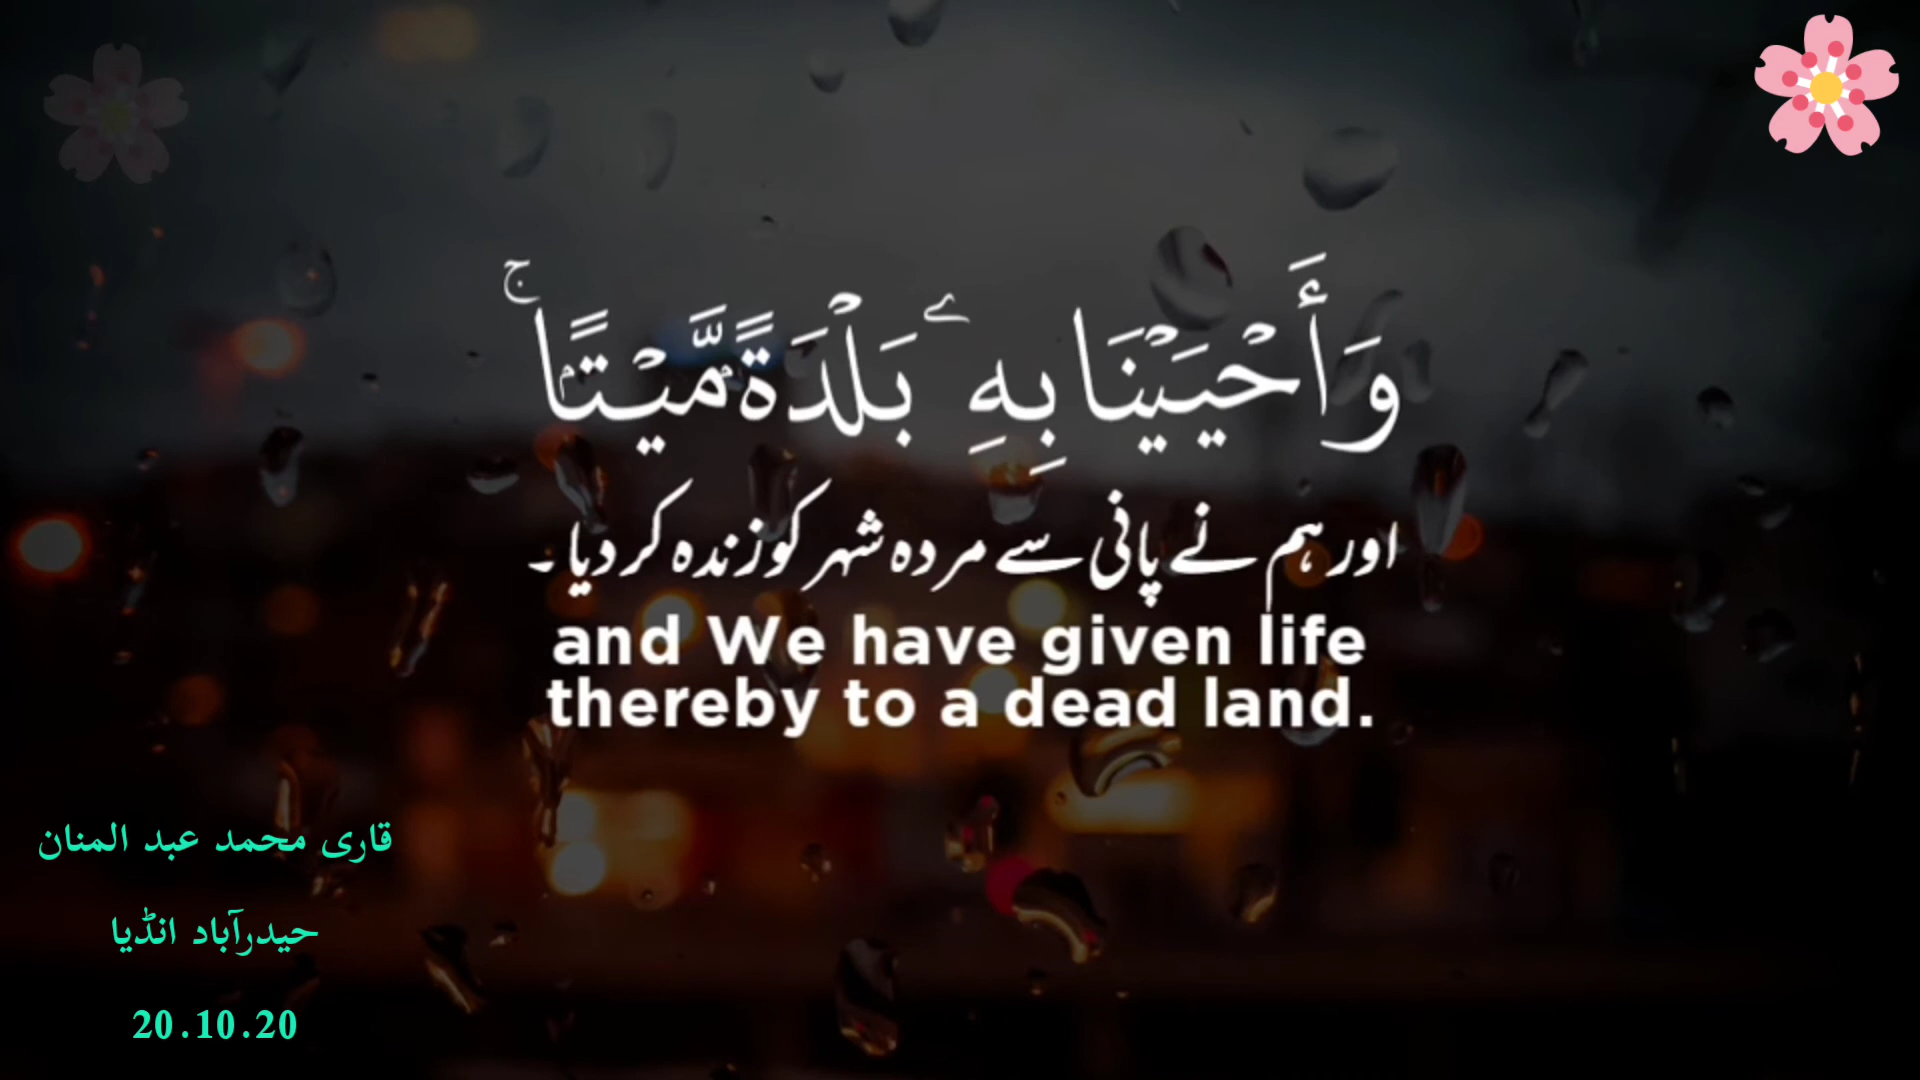 وَأَحْيَيْنَا بِهِۦ بَلْدَةً مَّيْتًا ۚ
اور ہم نے پانی سے مردہ شہر کو زندہ کر دیا ۔
and We have given life
thereby to a dead land.
قاری محمد عبد المنان
حیدرآباد انڈیا
20.10.20